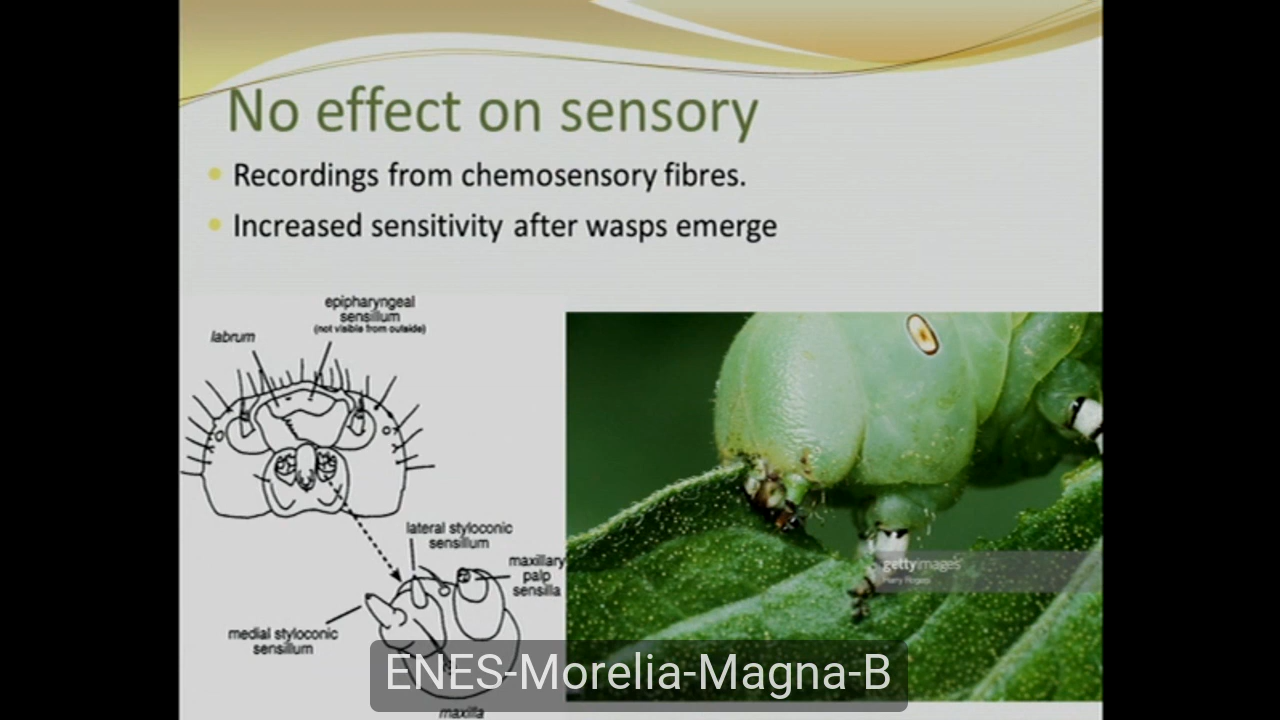 No effect on sensory
Recordings from chemosensory fibres.
Increased sensitivity after wasps emerge
epipharyngeal
sensillum
(not visible from outside)
labrum
lateral styloconic
sensillum
maxillary
palp
sensilla
medial styloconic
sensillum
maxilla
gettyimages
ENES-Morelia-Magna-B